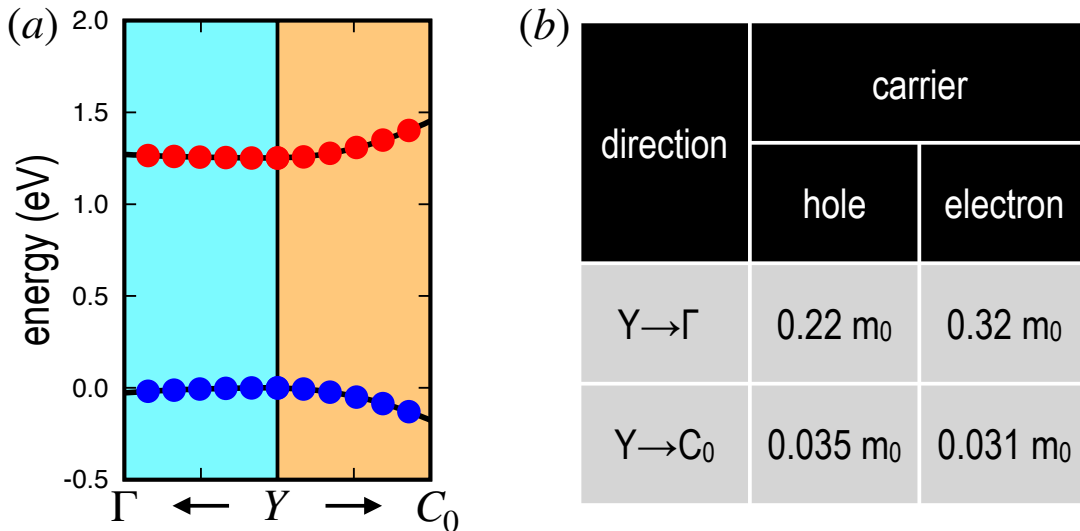 (a)
2.0
1.5
1.0
0.5
0.0
-0.5
energy (eV)
Γ ← Y → C₀
(b)
direction
carrier
hole electron
Y→Γ 0.22 m₀ 0.32 m₀
Y→C₀ 0.035 m₀ 0.031 m₀